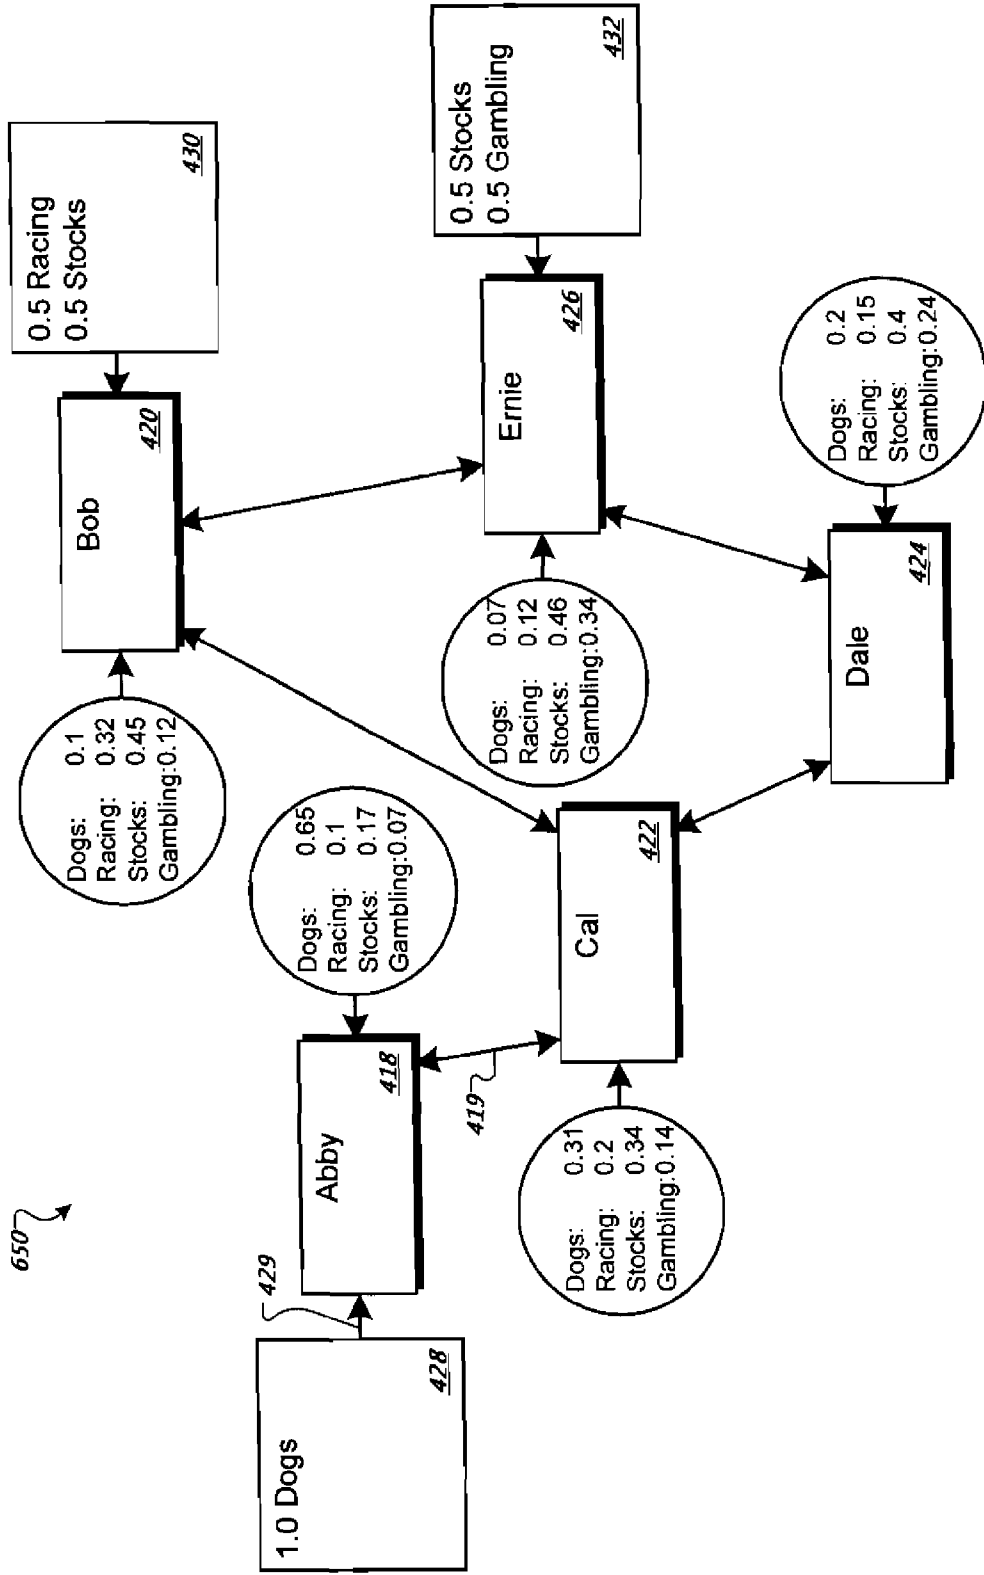 650
1.0 Dogs
428
429
Abby
418
Dogs: 0.65
Racing: 0.1
Stocks: 0.17
Gambling:0.07
419
Dogs: 0.31
Racing: 0.2
Stocks: 0.34
Gambling:0.14
Cal
422
Dogs: 0.1
Racing: 0.32
Stocks: 0.45
Gambling:0.12
Bob
420
0.5 Racing
0.5 Stocks
430
Dogs: 0.07
Racing: 0.12
Stocks: 0.46
Gambling:0.34
Ernie
426
0.5 Stocks
0.5 Gambling
432
Dale
424
Dogs: 0.2
Racing: 0.15
Stocks: 0.4
Gambling:0.24